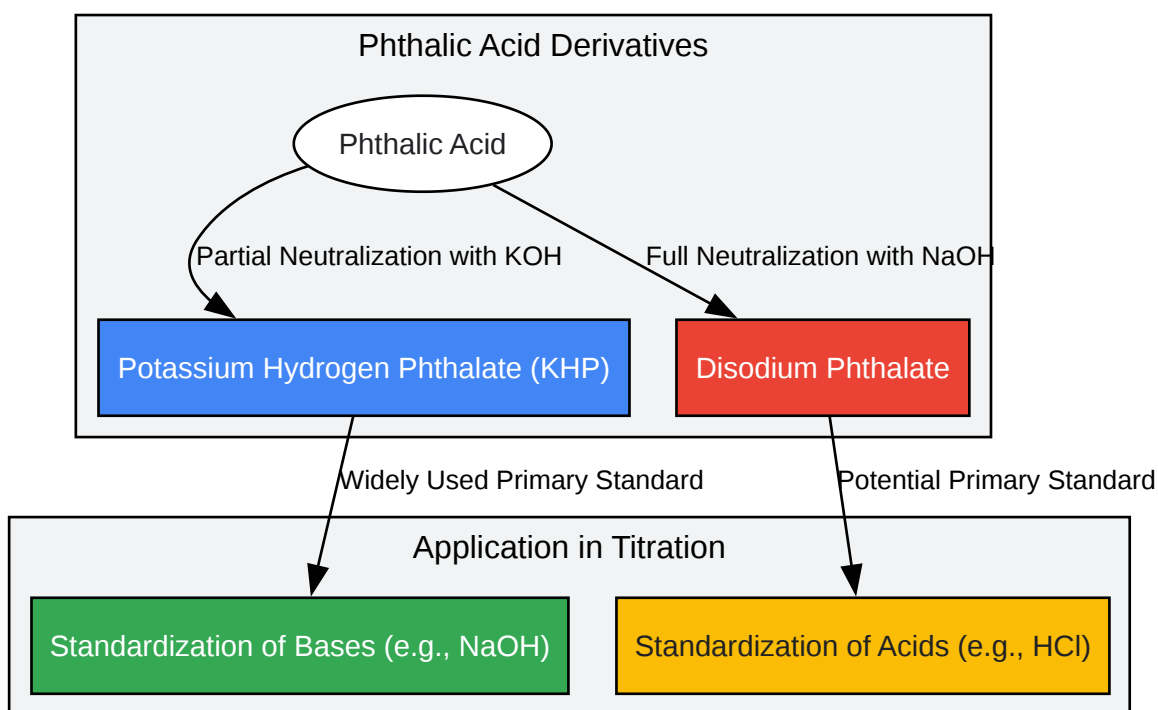 Phthalic Acid Derivatives
Phthalic Acid
Partial Neutralization with KOH
Full Neutralization with NaOH
Potassium Hydrogen Phthalate (KHP)
Disodium Phthalate
Widely Used Primary Standard
Potential Primary Standard
Application in Titration
Standardization of Bases (e.g., NaOH)
Standardization of Acids (e.g., HCl)